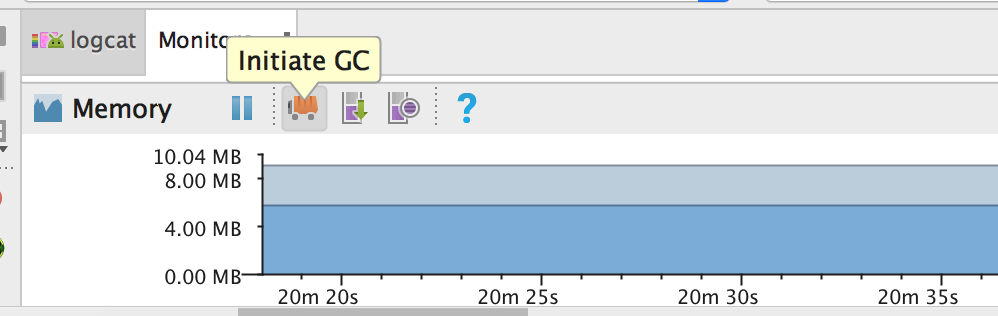 logcat
Monito
Initiate GC
Memory
?
10.04 MB
8.00 MB
4.00 MB
0.00 MB
20m 20s
20m 25s
20m 30s
20m 35s